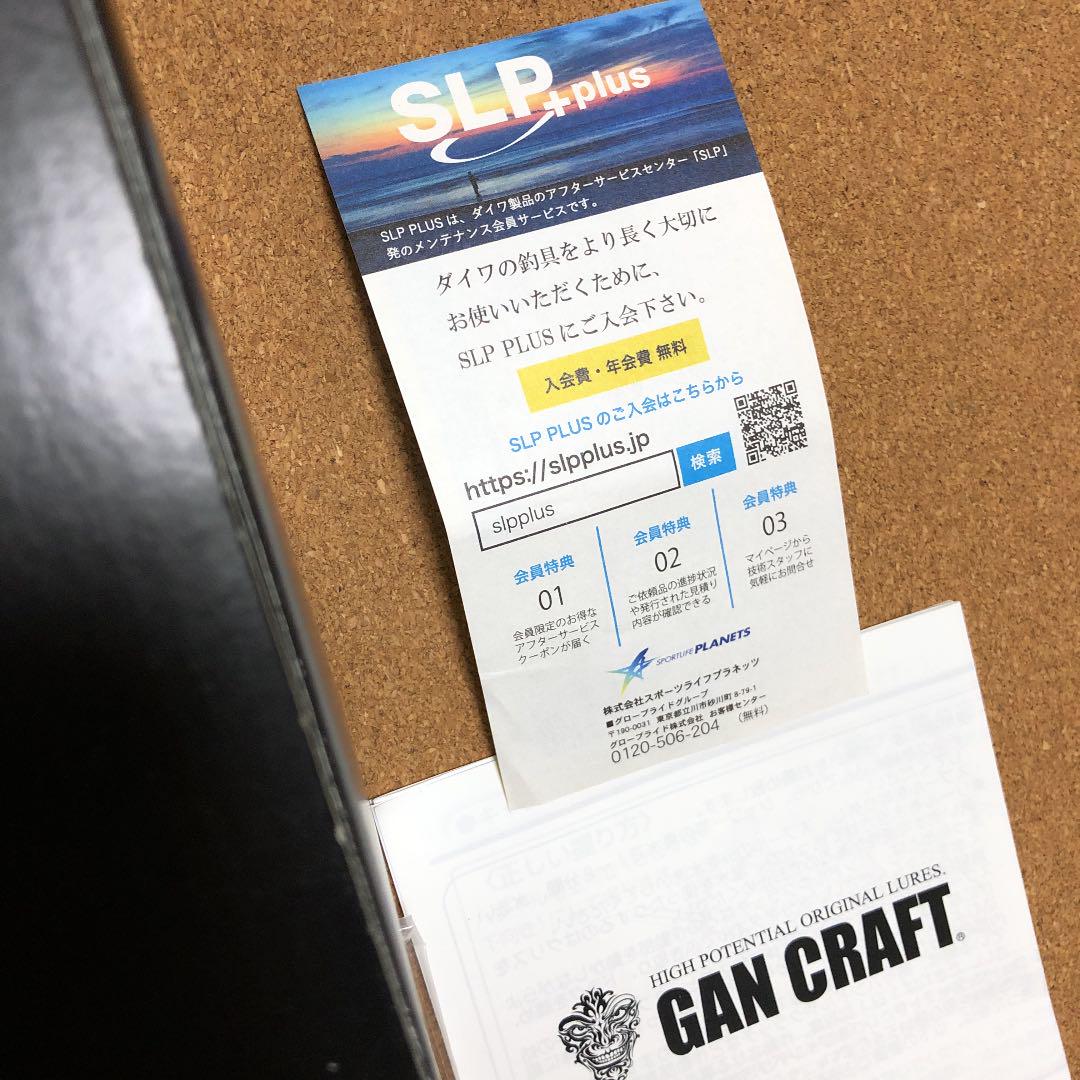 SLP+plus
SLP PLUS は、ダイワ製品のアフターサービスセンター「SLP」
発のメンテナンス会員サービスです。
ダイワの釣具をより長く大切に
お使いいただくために、
SLP PLUS にご入会下さい。
入会費・年会費 無料
SLP PLUS のご入会はこちらから
https://slpplus.jp
slpplus
検索
会員特典
01
会員限定のお得な
アフターサービス
クーポンが届く
会員特典
02
ご依頼品の進捗状況
や発行された見積り
内容が確認できる
会員特典
03
マイページから
技術スタッフに
気軽にお問合せ
SPORTLIFE PLANETS
株式会社スポーツライフプラネッツ
■グローブライドグループ
〒190-0031 東京都立川市砂川町 8-79-1
グローブライド株式会社 お客様センター
0120-506-204 (無料)
HIGH POTENTIAL ORIGINAL LURES.
GAN CRAFT®